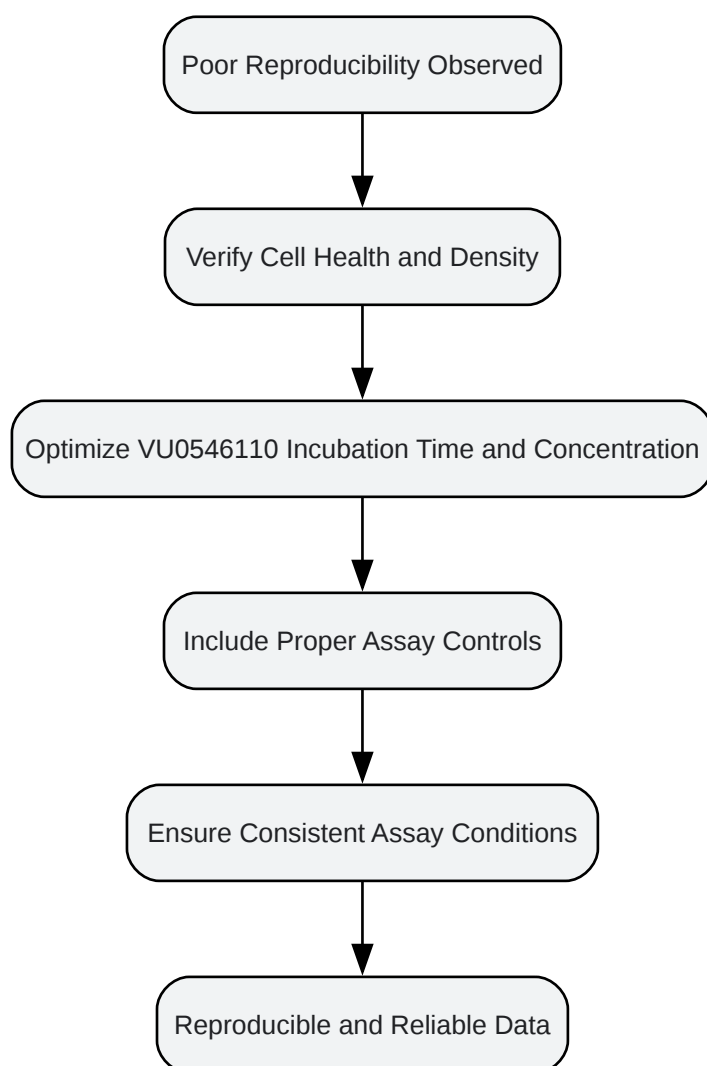 Poor Reproducibility Observed
Verify Cell Health and Density
Optimize VU0546110 Incubation Time and Concentration
Include Proper Assay Controls
Ensure Consistent Assay Conditions
Reproducible and Reliable Data